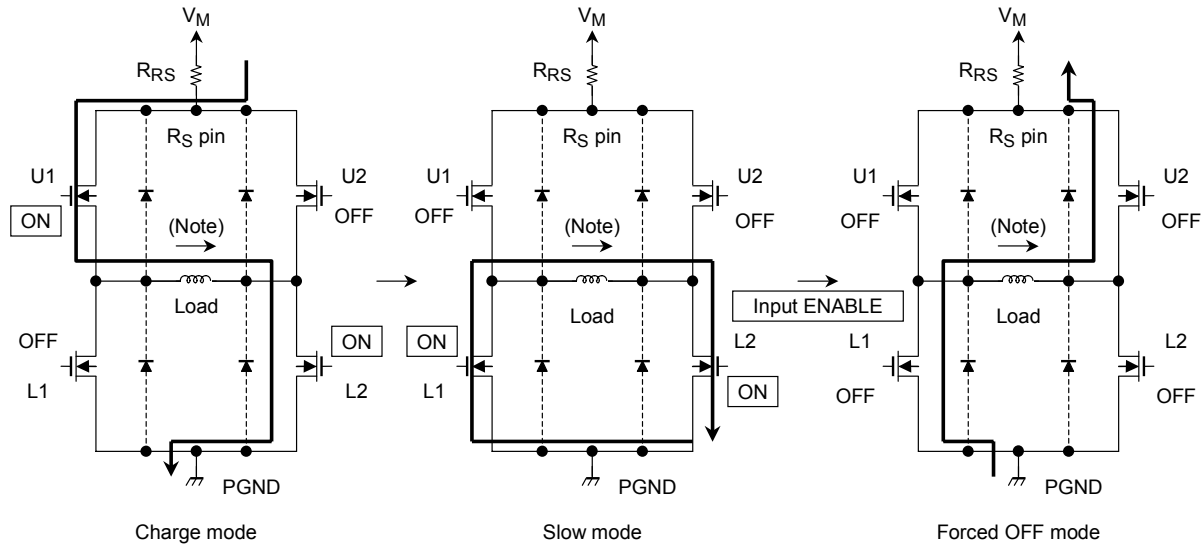 VM
RRS
RS pin
U1
U2
ON
OFF
(Note)
Load
OFF
ON
L1
L2
PGND
Charge mode
VM
RRS
RS pin
U1
U2
OFF
OFF
(Note)
Load
ON
L2
L1
ON
PGND
Slow mode
Input ENABLE
VM
RRS
RS pin
U1
U2
OFF
OFF
(Note)
Load
L1
L2
OFF
OFF
PGND
Forced OFF mode